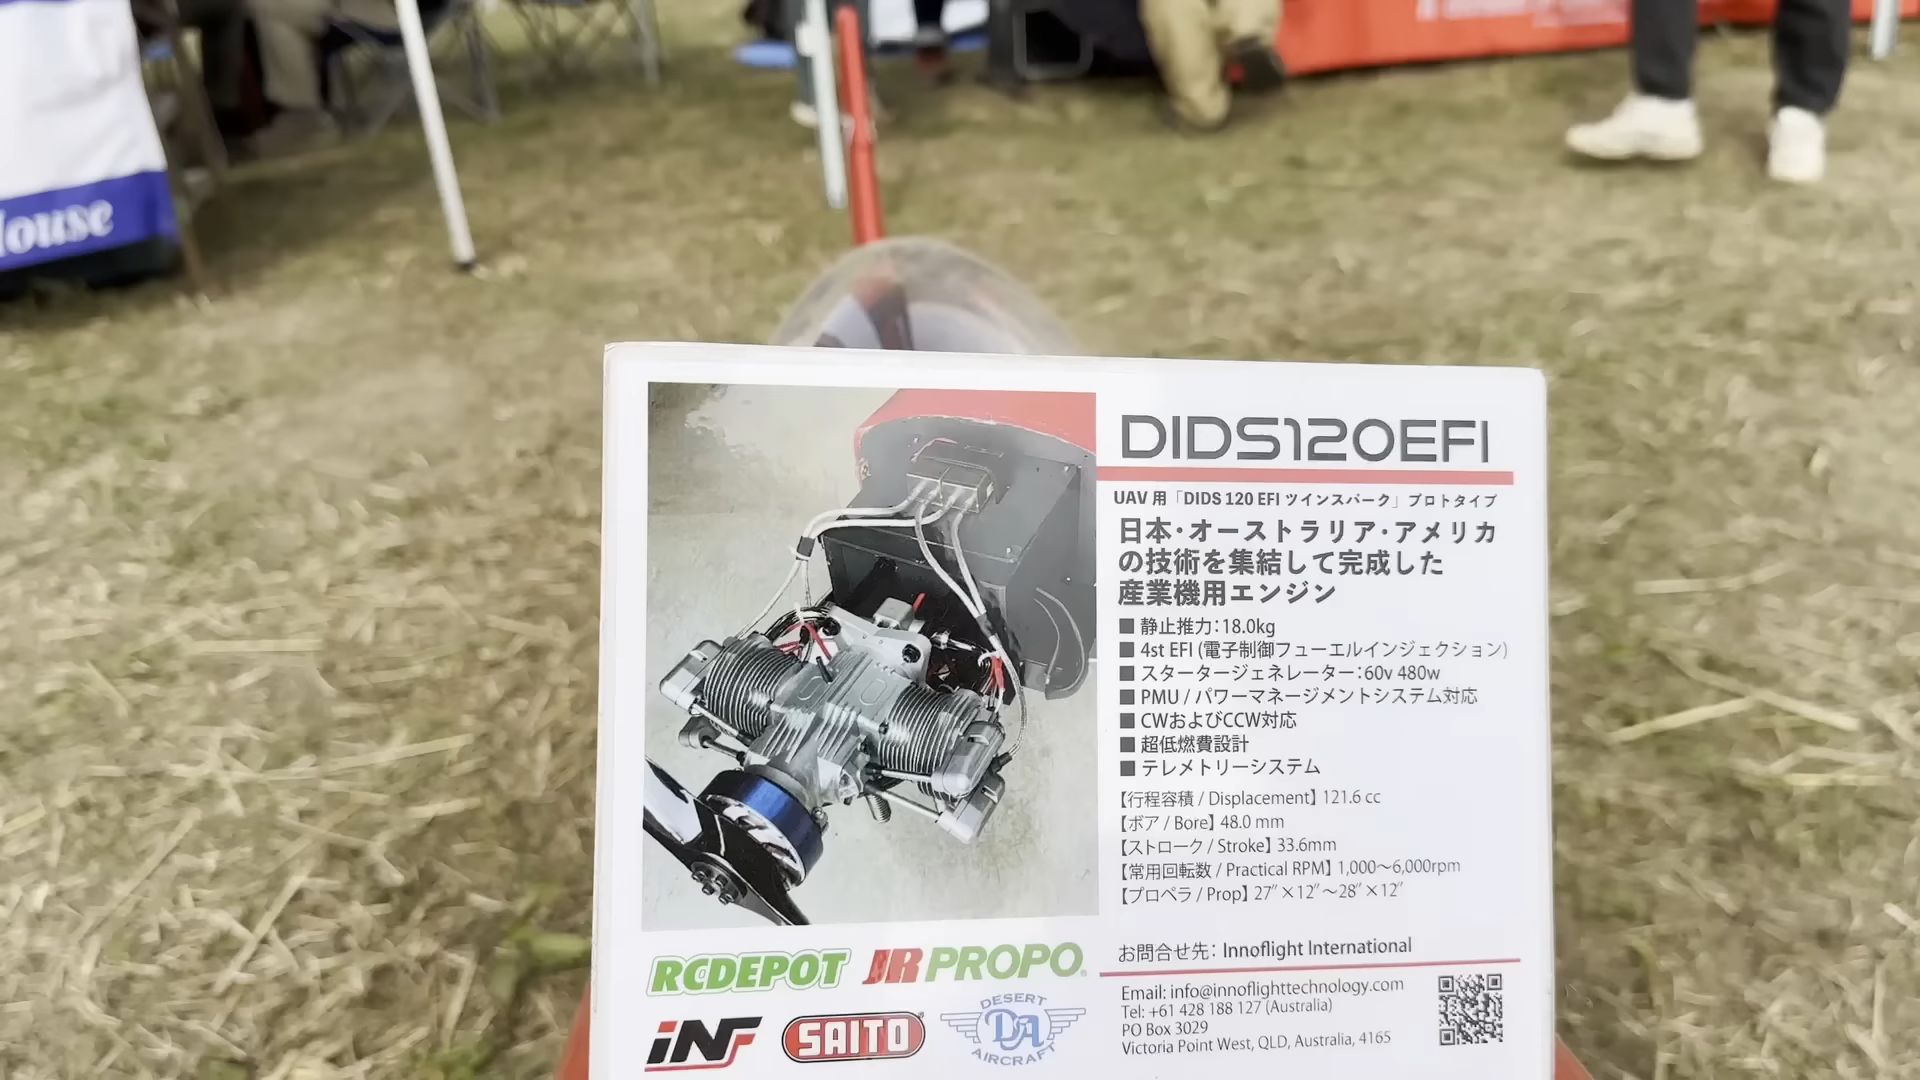 House
DIDS120EFI
UAV 用「DIDS 120 EFI ツインスパーク」プロトタイプ
日本・オーストラリア・アメリカ
の技術を集結して完成した
産業機用エンジン
■ 静止推力：18.0kg
■ 4st EFI (電子制御フューエルインジェクション)
■ スタータージェネレーター：60v 480w
■ PMU / パワーマネージメントシステム対応
■ CWおよびCCW対応
■ 超低燃費設計
■ テレメトリーシステム
【行程容積 / Displacement】 121.6 cc
【ボア / Bore】 48.0 mm
【ストローク / Stroke】 33.6mm
【常用回転数 / Practical RPM】 1,000～6,000rpm
【プロペラ / Prop】 27″×12″～28″×12″
お問合せ先： Innoflight International
Email: info@innoflighttechnology.com
Tel: +61 428 188 127 (Australia)
PO Box 3029
Victoria Point West, QLD, Australia, 4165
RCDEPOT
JR PROPO®
iNF
SAITO®
DESERT
DA
AIRCRAFT